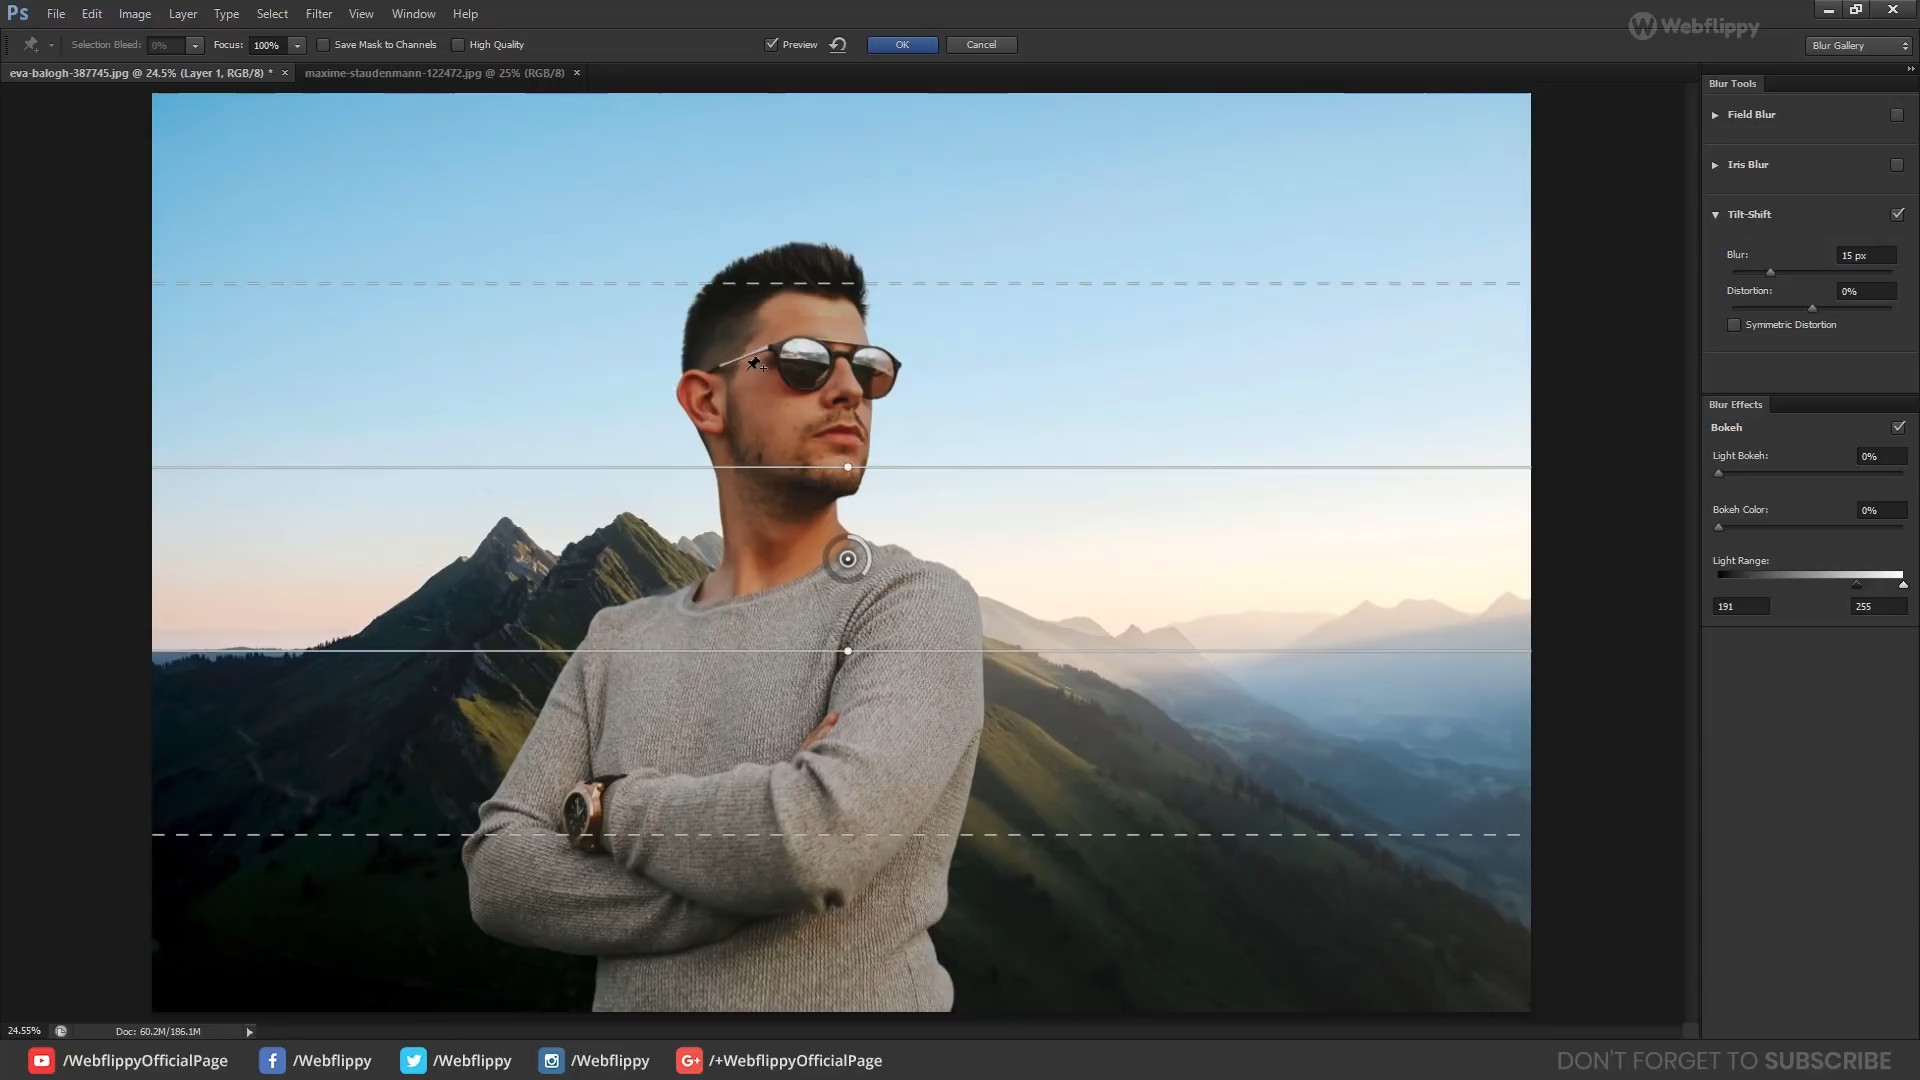 Ps File Edit Image Layer Type Select Filter View Window Help
Webflippy
Selection Bleed: 0% Focus: 100% Save Mask to Channels High Quality Preview OK Cancel Blur Gallery
eva-balogh-387745.jpg @ 24.5% (Layer 1, RGB/8) * × maxime-staudenmann-122472.jpg @ 25% (RGB/8) ×
Blur Tools
Field Blur
Iris Blur
Tilt-Shift
Blur: 15 px
Distortion: 0%
Symmetric Distortion
Blur Effects
Bokeh
Light Bokeh: 0%
Bokeh Color: 0%
Light Range:
191 255
24.55% Doc: 60.2M/186.1M
/WebflippyOfficialPage /Webflippy /Webflippy /Webflippy G+ /+WebflippyOfficialPage DON'T FORGET TO SUBSCRIBE